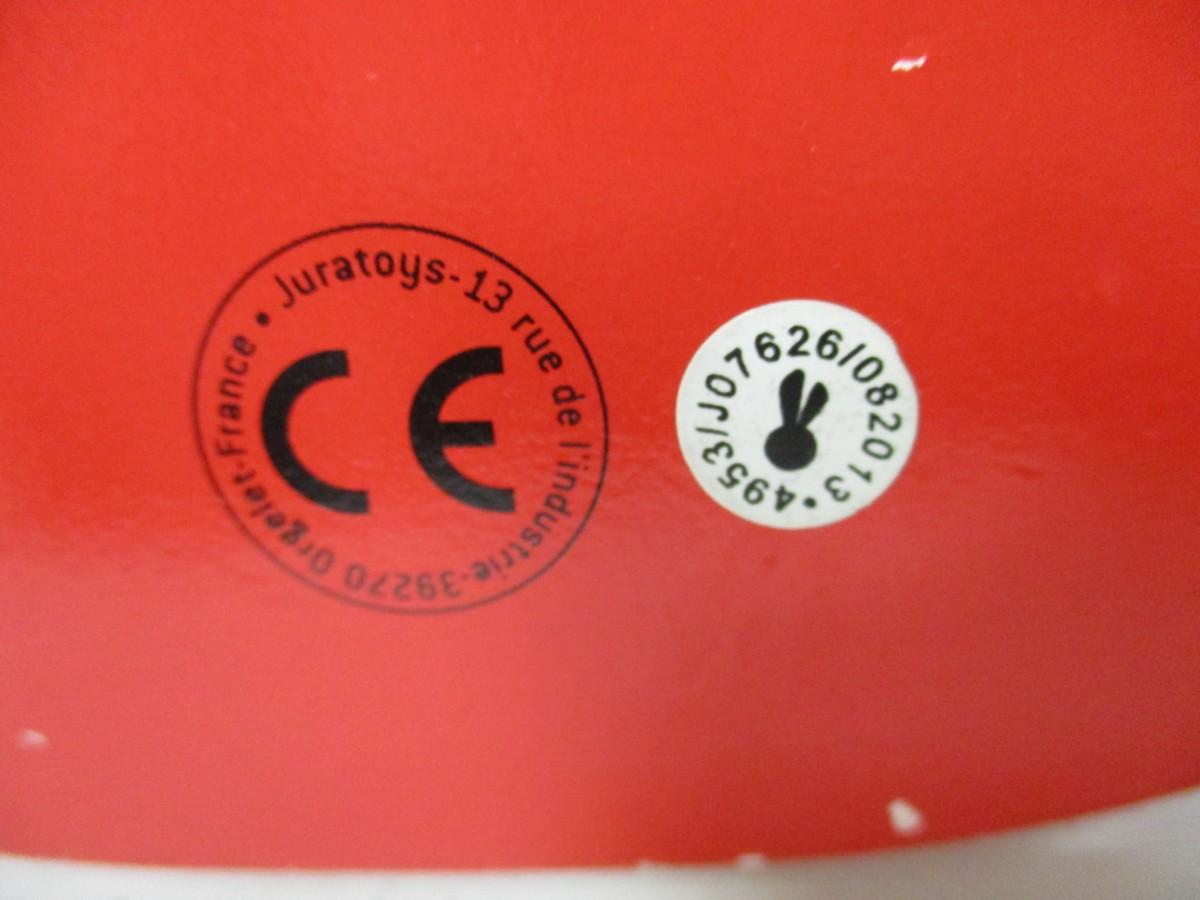 Juratoys-13 rue de l'industrie-39270 Orgelet-France •
CE
4953/J07626/082013 •